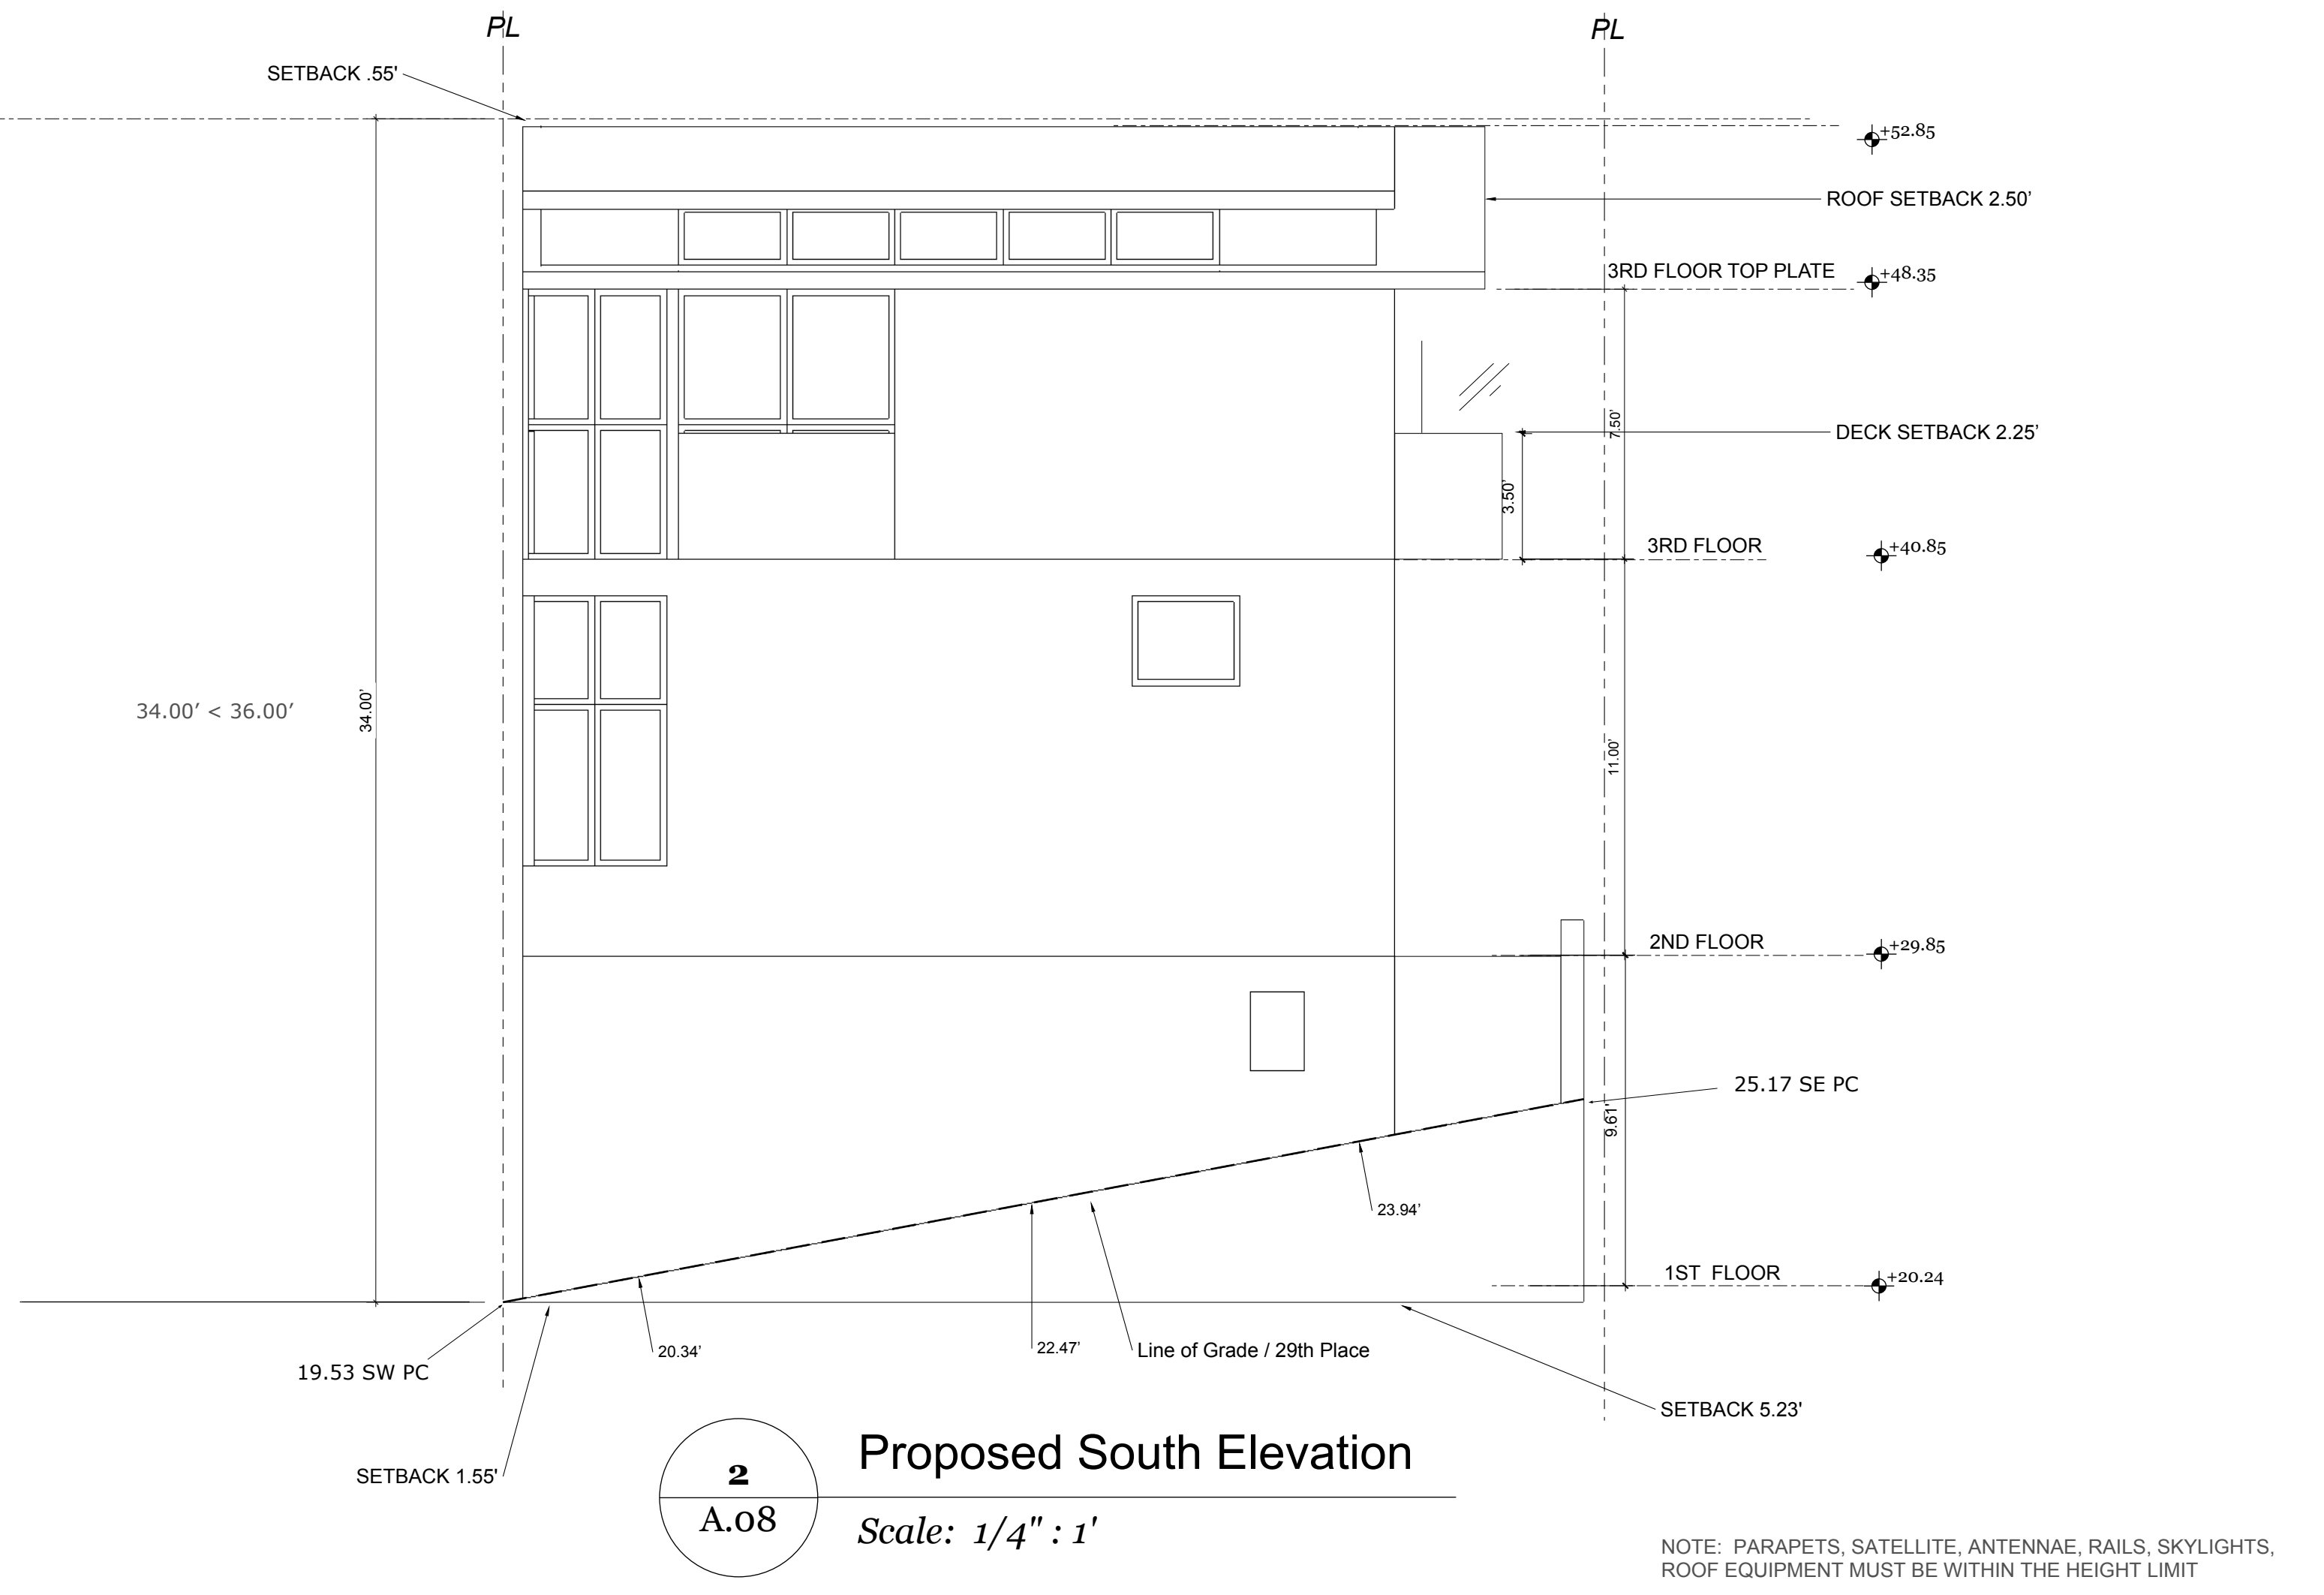 PL
PL
SETBACK .55'
+52.85
ROOF SETBACK 2.50’
3RD FLOOR TOP PLATE
+48.35
7.50’
DECK SETBACK 2.25’
3.50’
3RD FLOOR
+40.85
34.00’ < 36.00’
34.00’
11.00’
2ND FLOOR
+29.85
25.17 SE PC
9.61’
23.94’
1ST  FLOOR
+20.24
20.34’
22.47’
Line of Grade / 29th Place
19.53 SW PC
SETBACK 5.23'
SETBACK 1.55'
2
A.08
Proposed South Elevation
Scale:  1/4" : 1'
NOTE:  PARAPETS, SATELLITE, ANTENNAE, RAILS, SKYLIGHTS,
ROOF EQUIPMENT MUST BE WITHIN THE HEIGHT LIMIT